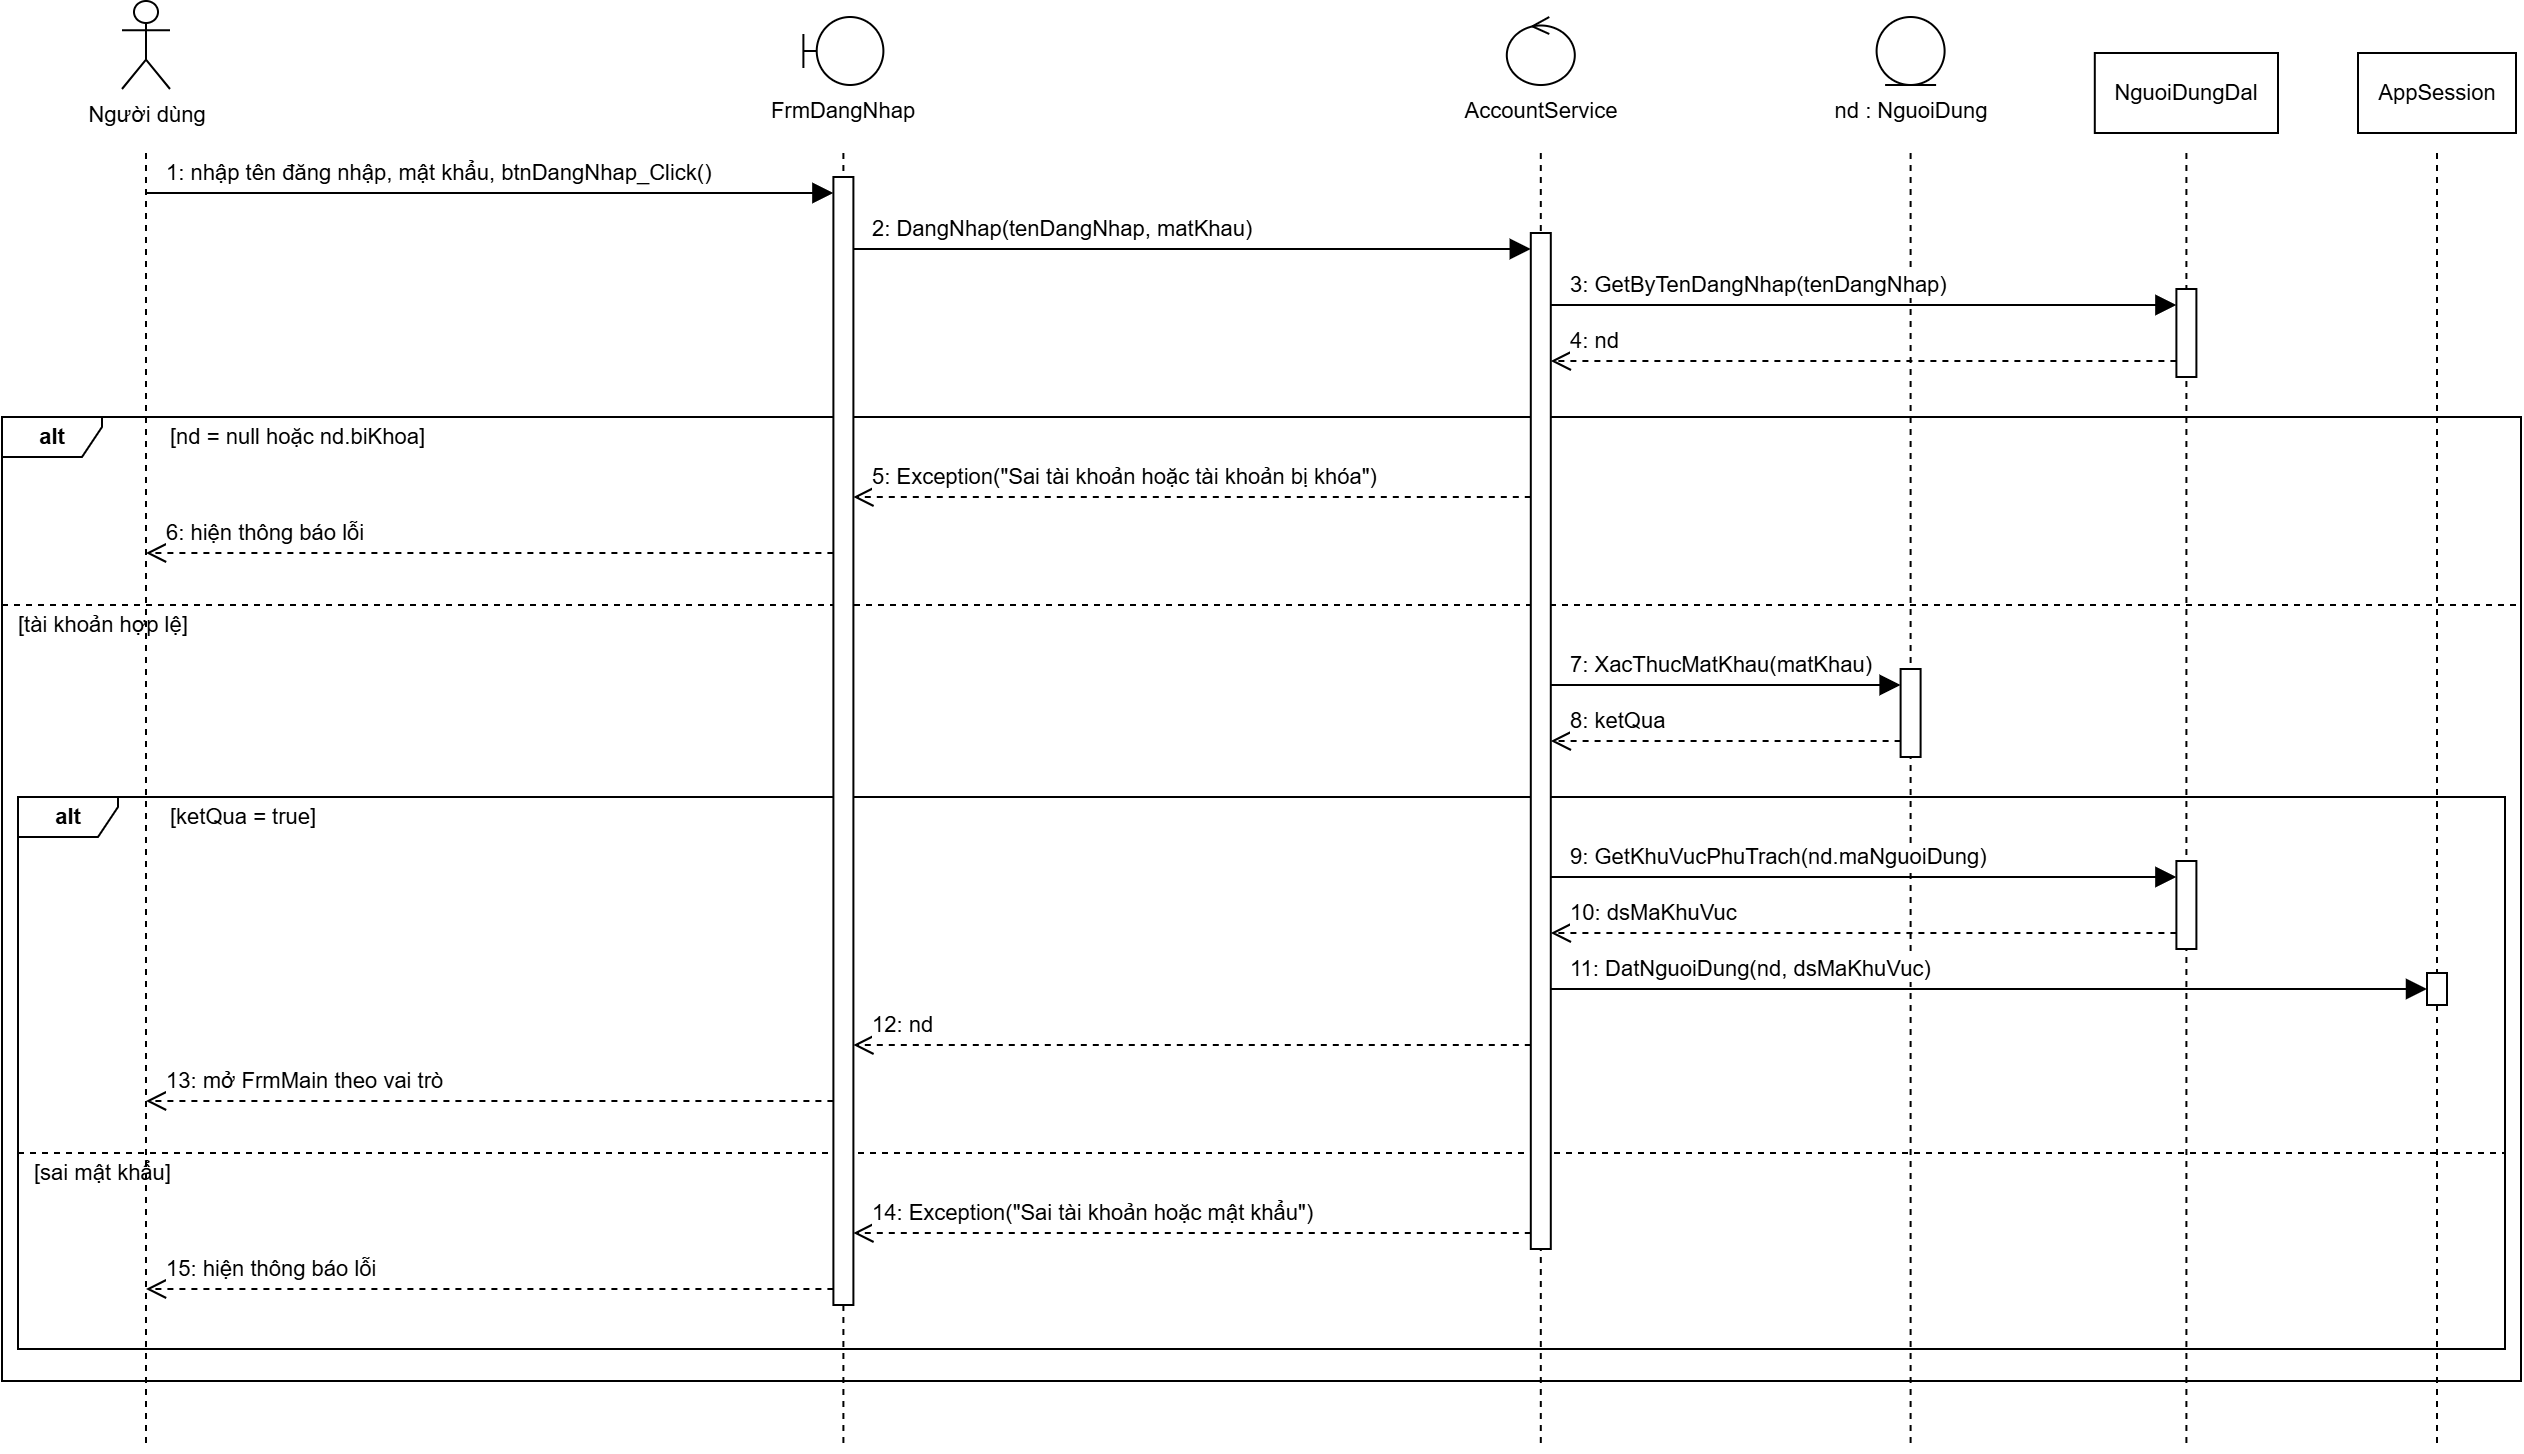 Người dùng
FrmDangNhap
AccountService
nd : NguoiDung
NguoiDungDal
AppSession
1: nhập tên đăng nhập, mật khẩu, btnDangNhap_Click()
2: DangNhap(tenDangNhap, matKhau)
3: GetByTenDangNhap(tenDangNhap)
4: nd
alt
[nd = null hoặc nd.biKhoa]
5: Exception("Sai tài khoản hoặc tài khoản bị khóa")
6: hiện thông báo lỗi
[tài khoản hợp lệ]
7: XacThucMatKhau(matKhau)
8: ketQua
alt
[ketQua = true]
9: GetKhuVucPhuTrach(nd.maNguoiDung)
10: dsMaKhuVuc
11: DatNguoiDung(nd, dsMaKhuVuc)
12: nd
13: mở FrmMain theo vai trò
[sai mật khẩu]
14: Exception("Sai tài khoản hoặc mật khẩu")
15: hiện thông báo lỗi